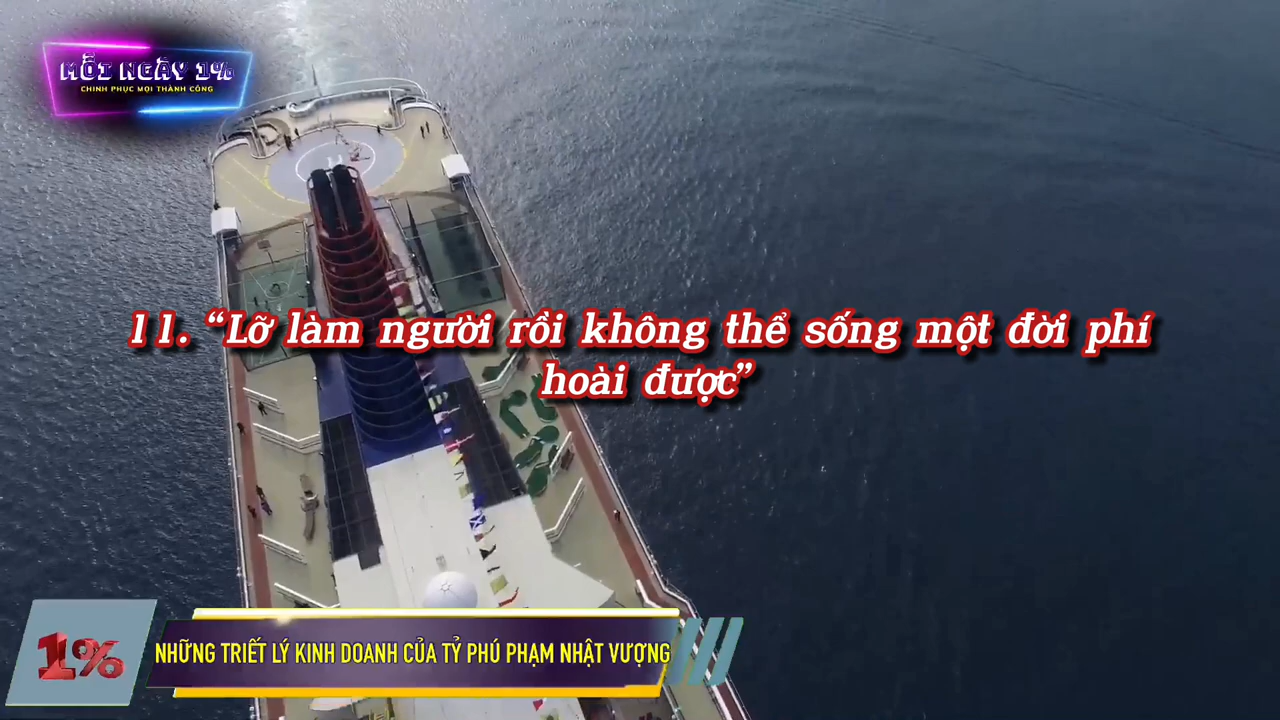 MỖI NGÀY 1%
CHINH PHỤC MỌI THÀNH CÔNG
11. “Lỡ làm người rồi không thể sống một đời phí
hoài được”
1%
NHỮNG TRIẾT LÝ KINH DOANH CỦA TỶ PHÚ PHẠM NHẬT VƯỢNG